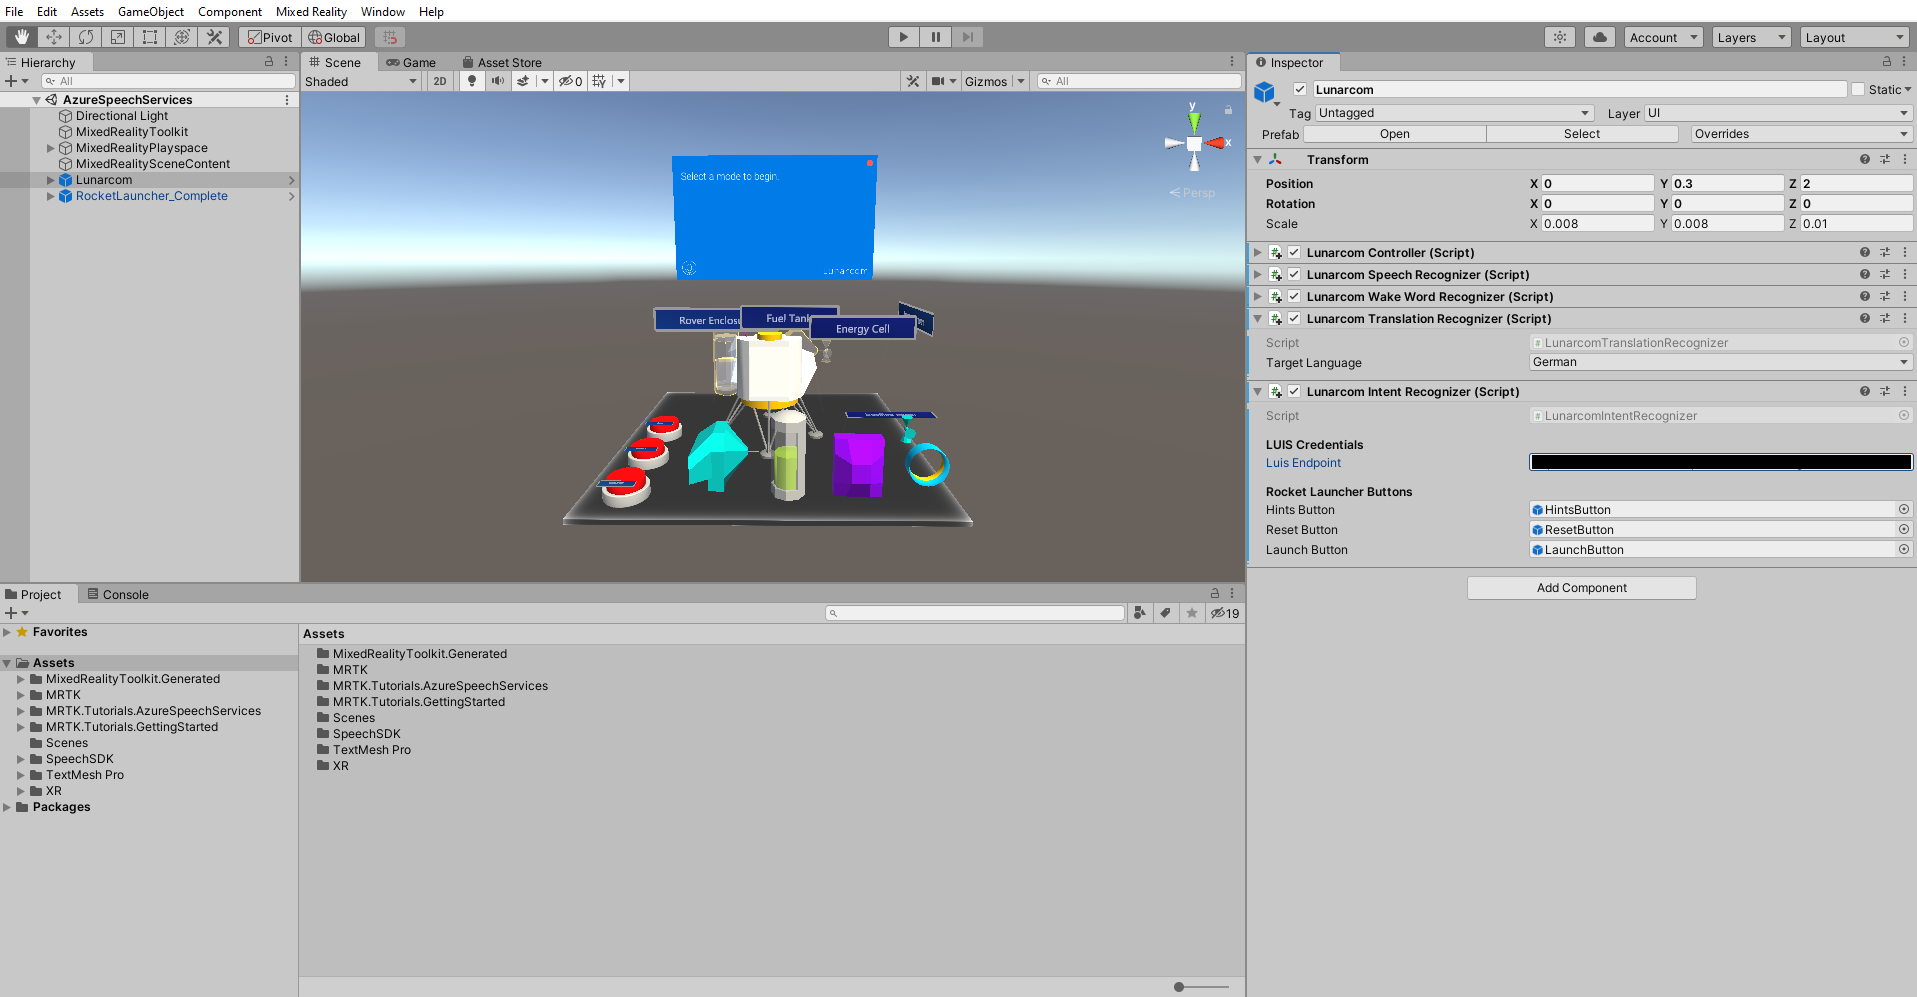 File Edit Assets GameObject Component Mixed Reality Window Help
Pivot Global Account Layers Layout
Hierarchy
All
AzureSpeechServices
Directional Light
MixedRealityToolkit
MixedRealityPlayspace
MixedRealitySceneContent
Lunarcom
RocketLauncher_Complete
Scene Game Asset Store
Shaded 2D 0 Gizmos All
y
x
Persp
Select a mode to begin.
Lunarcom
Rover Enclosu
Fuel Tank
Energy Cell
Inspector
Lunarcom Static
Tag Untagged Layer UI
Prefab Open Select Overrides
Transform
Position X 0 Y 0.3 Z 2
Rotation X 0 Y 0 Z 0
Scale X 0.008 Y 0.008 Z 0.01
Lunarcom Controller (Script)
Lunarcom Speech Recognizer (Script)
Lunarcom Wake Word Recognizer (Script)
Lunarcom Translation Recognizer (Script)
Script LunarcomTranslationRecognizer
Target Language German
Lunarcom Intent Recognizer (Script)
Script LunarcomIntentRecognizer
LUIS Credentials
Luis Endpoint
Rocket Launcher Buttons
Hints Button HintsButton
Reset Button ResetButton
Launch Button LaunchButton
Add Component
Project Console
19
Favorites
Assets
MixedRealityToolkit.Generated
MRTK
MRTK.Tutorials.AzureSpeechServices
MRTK.Tutorials.GettingStarted
Scenes
SpeechSDK
TextMesh Pro
XR
Packages
Assets
MixedRealityToolkit.Generated
MRTK
MRTK.Tutorials.AzureSpeechServices
MRTK.Tutorials.GettingStarted
Scenes
SpeechSDK
TextMesh Pro
XR